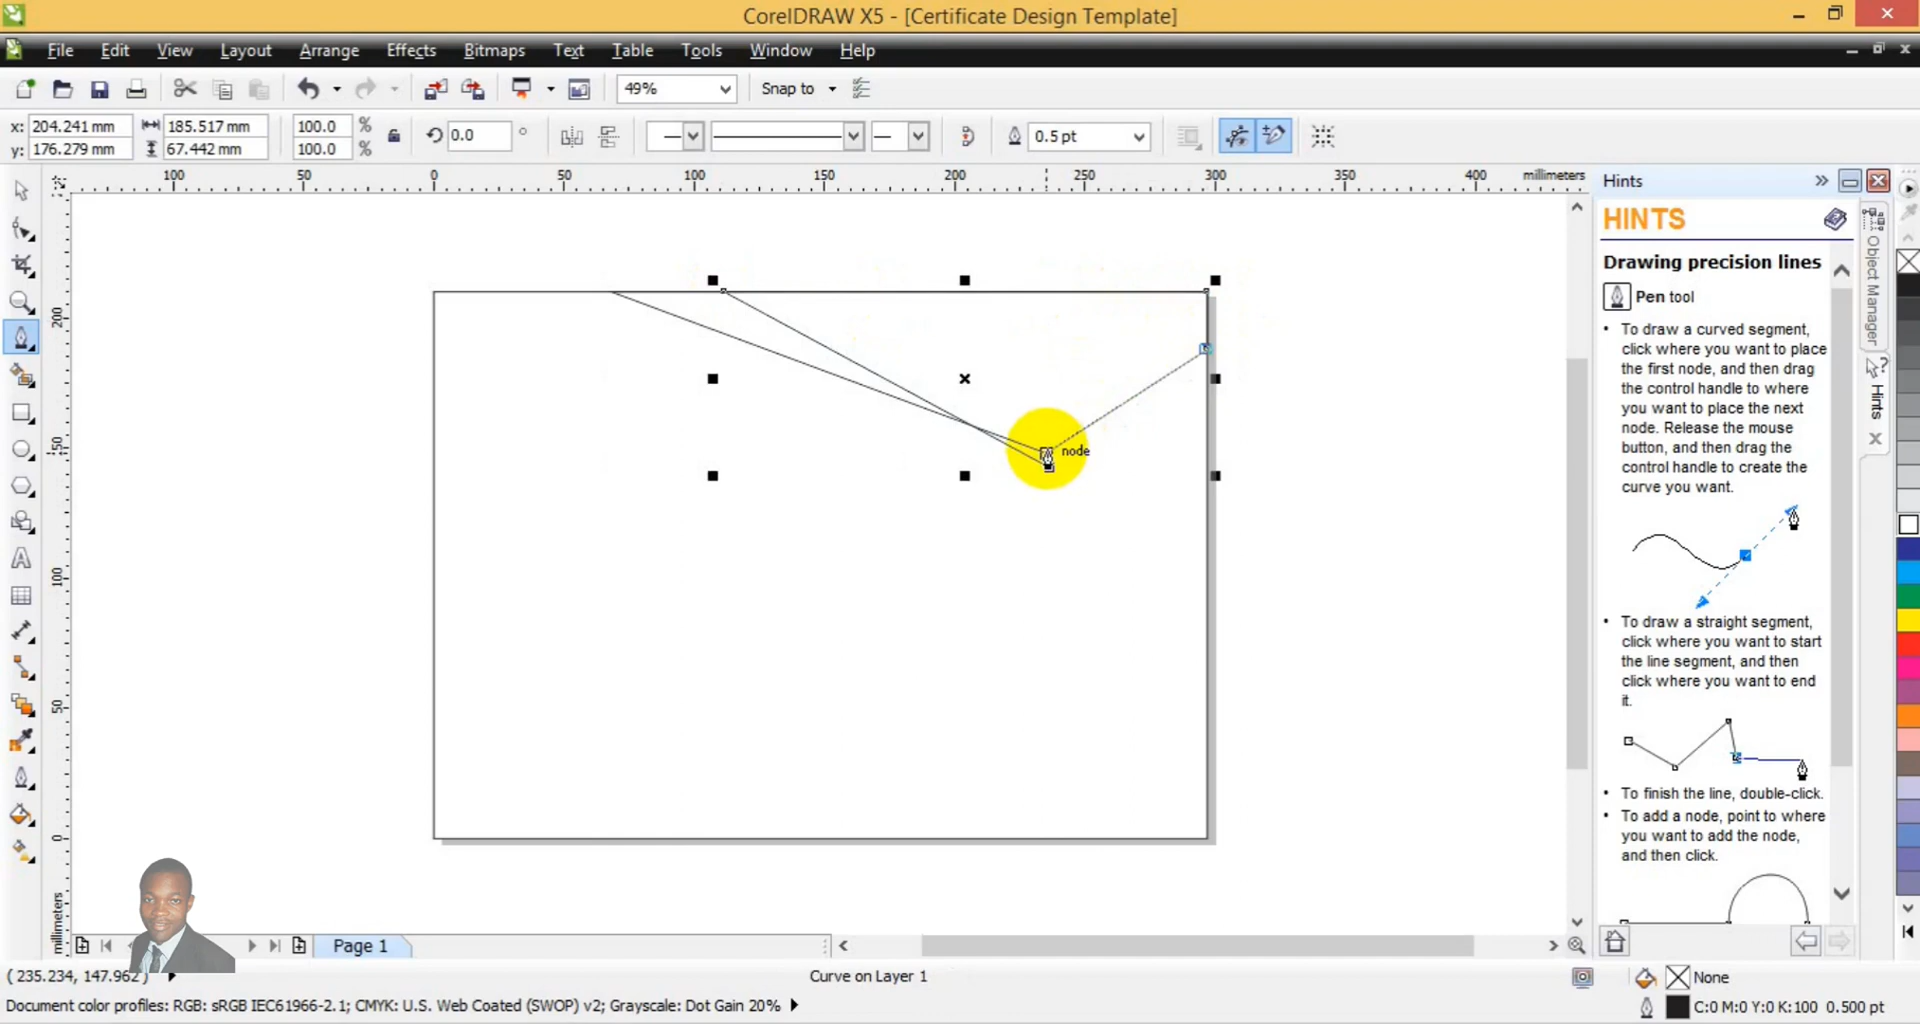 CorelDRAW X5 - [Certificate Design Template]
File Edit View Layout Arrange Effects Bitmaps Text Table Tools Window Help
49% Snap to
x: 204.241 mm 185.517 mm 100.0 % 0.0 ° 0.5 pt
y: 176.279 mm 67.442 mm 100.0 %
100 50 0 50 100 150 200 250 300 350 400 millimeters
200
150
100
50
0
millimeters
node
Hints
HINTS
Drawing precision lines
Pen tool
• To draw a curved segment,
click where you want to place
the first node, and then drag
the control handle to where
you want to place the next
node. Release the mouse
button, and then drag the
control handle to create the
curve you want.
• To draw a straight segment,
click where you want to start
the line segment, and then
click where you want to end
it.
• To finish the line, double-click.
• To add a node, point to where
you want to add the node,
and then click.
Object Manager
Hints
Page 1
( 235.234, 147.962 ) Curve on Layer 1 None
Document color profiles: RGB: sRGB IEC61966-2.1; CMYK: U.S. Web Coated (SWOP) v2; Grayscale: Dot Gain 20% C:0 M:0 Y:0 K:100 0.500 pt